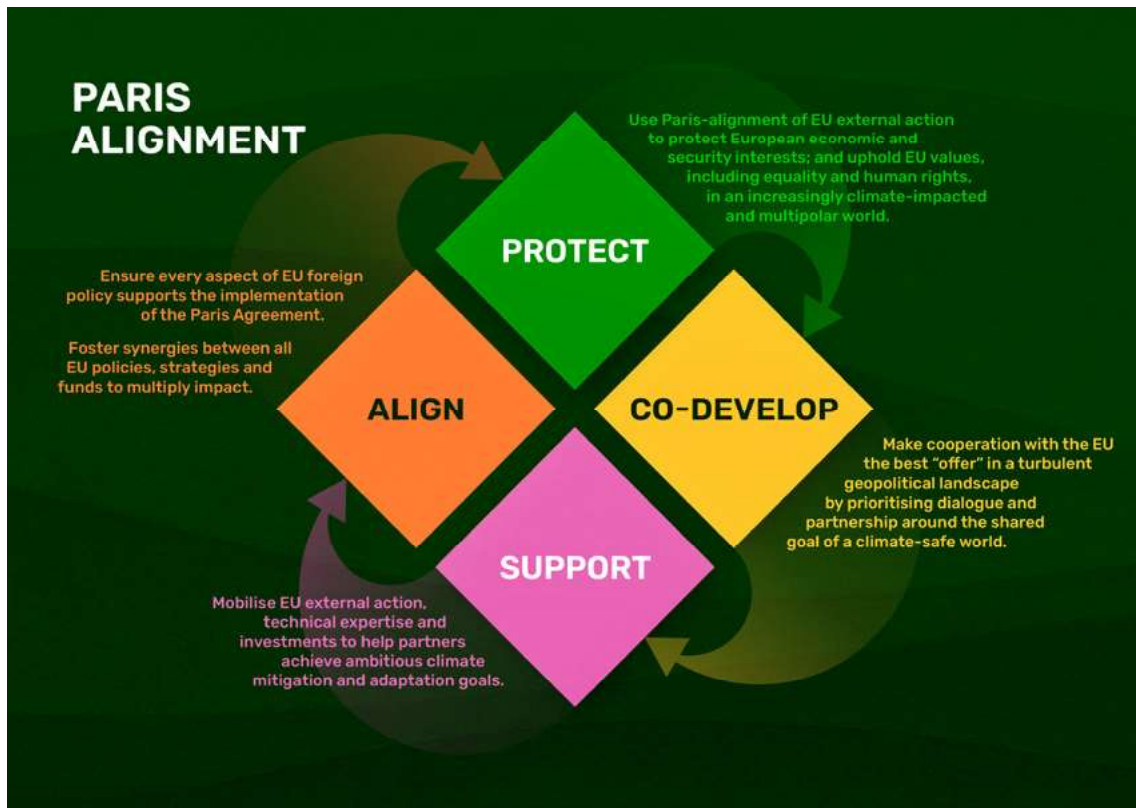 PARIS
ALIGNMENT
Use Paris-alignment of EU external action
to protect European economic and
security interests; and uphold EU values,
including equality and human rights,
in an increasingly climate-impacted
and multipolar world.
PROTECT
Ensure every aspect of EU foreign
policy supports the implementation
of the Paris Agreement.
Foster synergies between all
EU policies, strategies and
funds to multiply impact.
ALIGN
CO-DEVELOP
Make cooperation with the EU
the best “offer” in a turbulent
geopolitical landscape
by prioritising dialogue and
partnership around the shared
goal of a climate-safe world.
SUPPORT
Mobilise EU external action,
technical expertise and
investments to help partners
achieve ambitious climate
mitigation and adaptation goals.